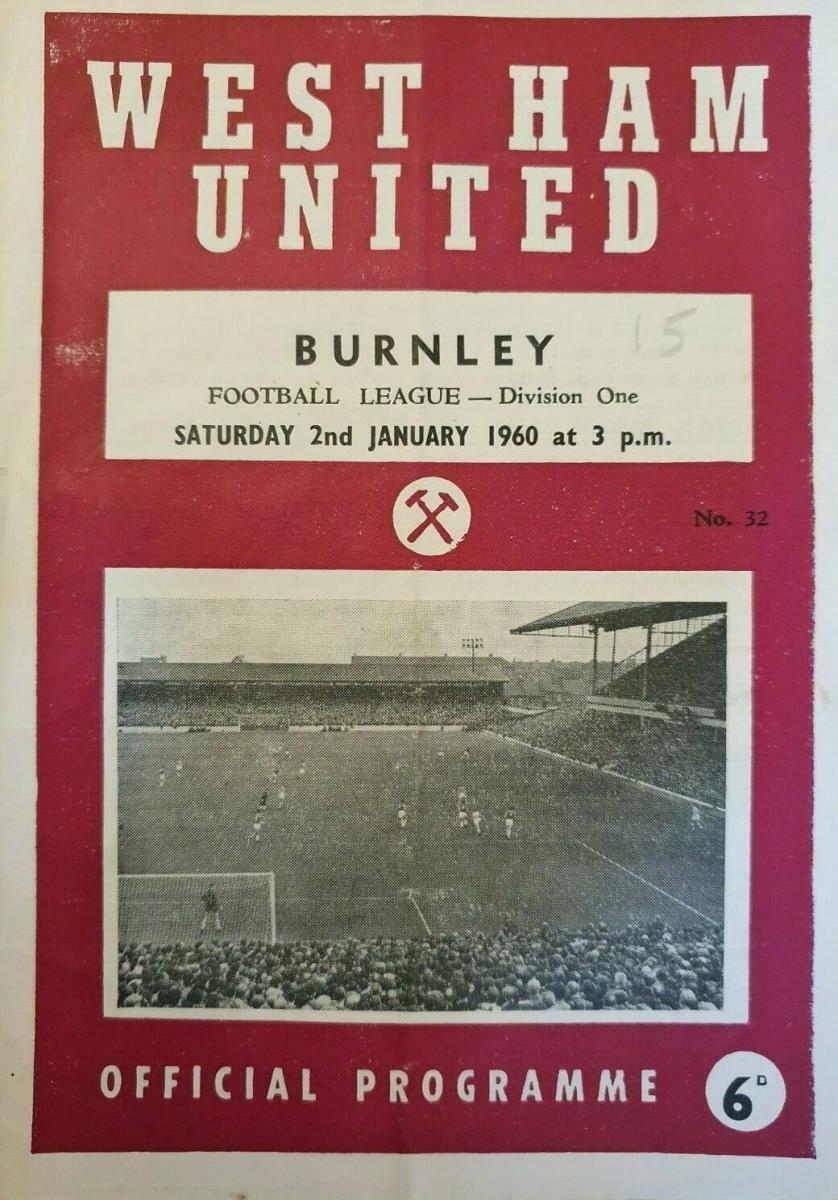 WEST HAM
UNITED
BURNLEY
15
FOOTBALL LEAGUE — Division One
SATURDAY 2nd JANUARY 1960 at 3 p.m.
No. 32
OFFICIAL PROGRAMME
6D